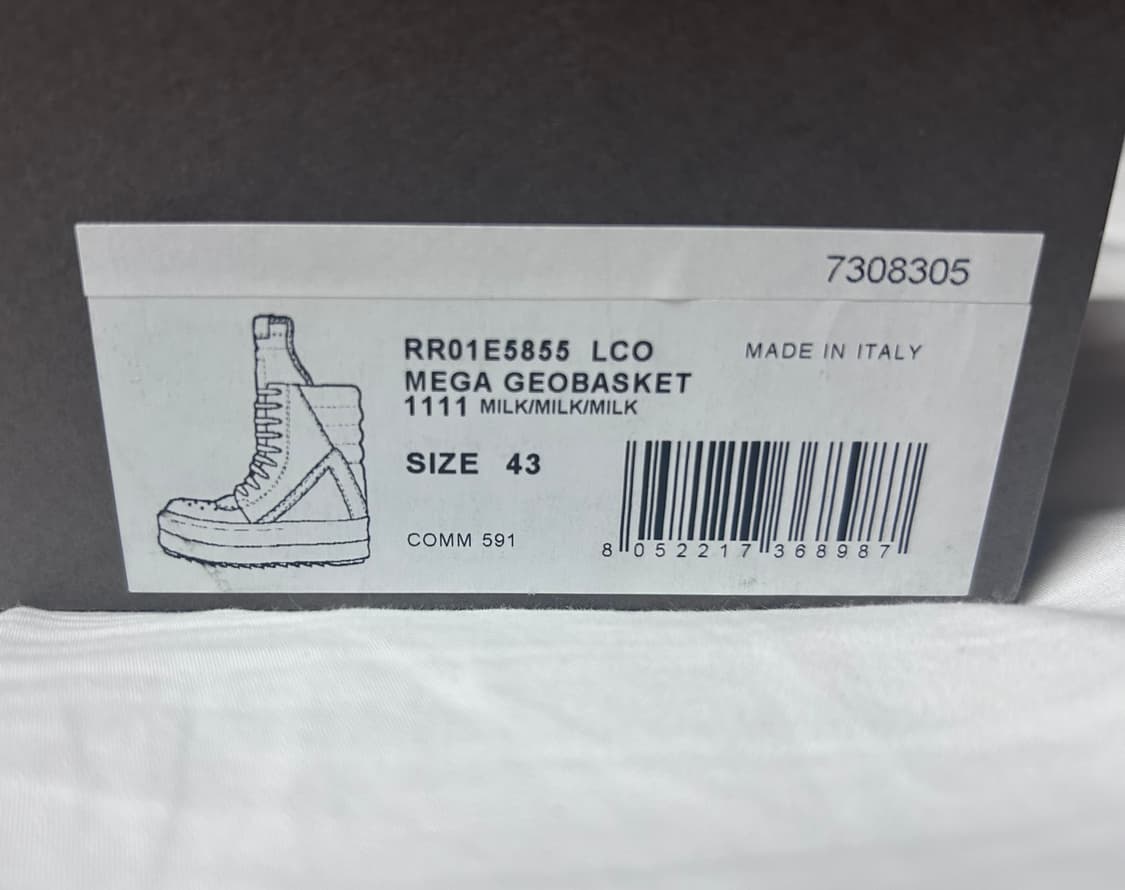 7308305
RR01E5855 LCO
MADE IN ITALY
MEGA GEOBASKET
1111 MILK/MILK/MILK
SIZE 43
COMM 591
8 052217 368987